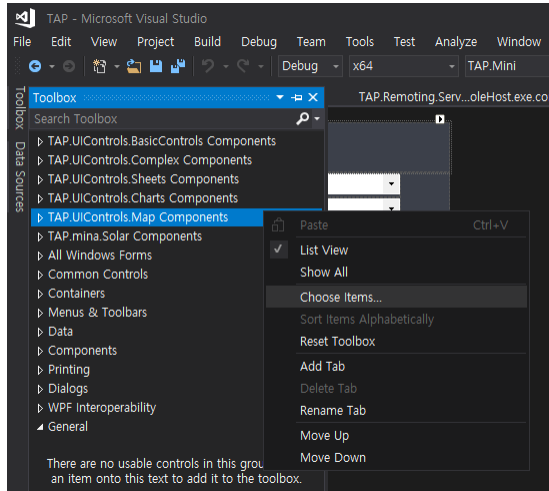 TAP - Microsoft Visual Studio
File Edit View Project Build Debug Team Tools Test Analyze Window
Debug x64 TAP.Mini
Toolbox
Data Sources
Toolbox
TAP.Remoting.Serv...oleHost.exe.co
Search Toolbox
TAP.UIControls.BasicControls Components
TAP.UIControls.Complex Components
TAP.UIControls.Sheets Components
TAP.UIControls.Charts Components
TAP.UIControls.Map Components
TAP.mina.Solar Components
All Windows Forms
Common Controls
Containers
Menus & Toolbars
Data
Components
Printing
Dialogs
WPF Interoperability
General
There are no usable controls in this grou
an item onto this text to add it to the toolbox.
Paste Ctrl+V
List View
Show All
Choose Items...
Sort Items Alphabetically
Reset Toolbox
Add Tab
Delete Tab
Rename Tab
Move Up
Move Down